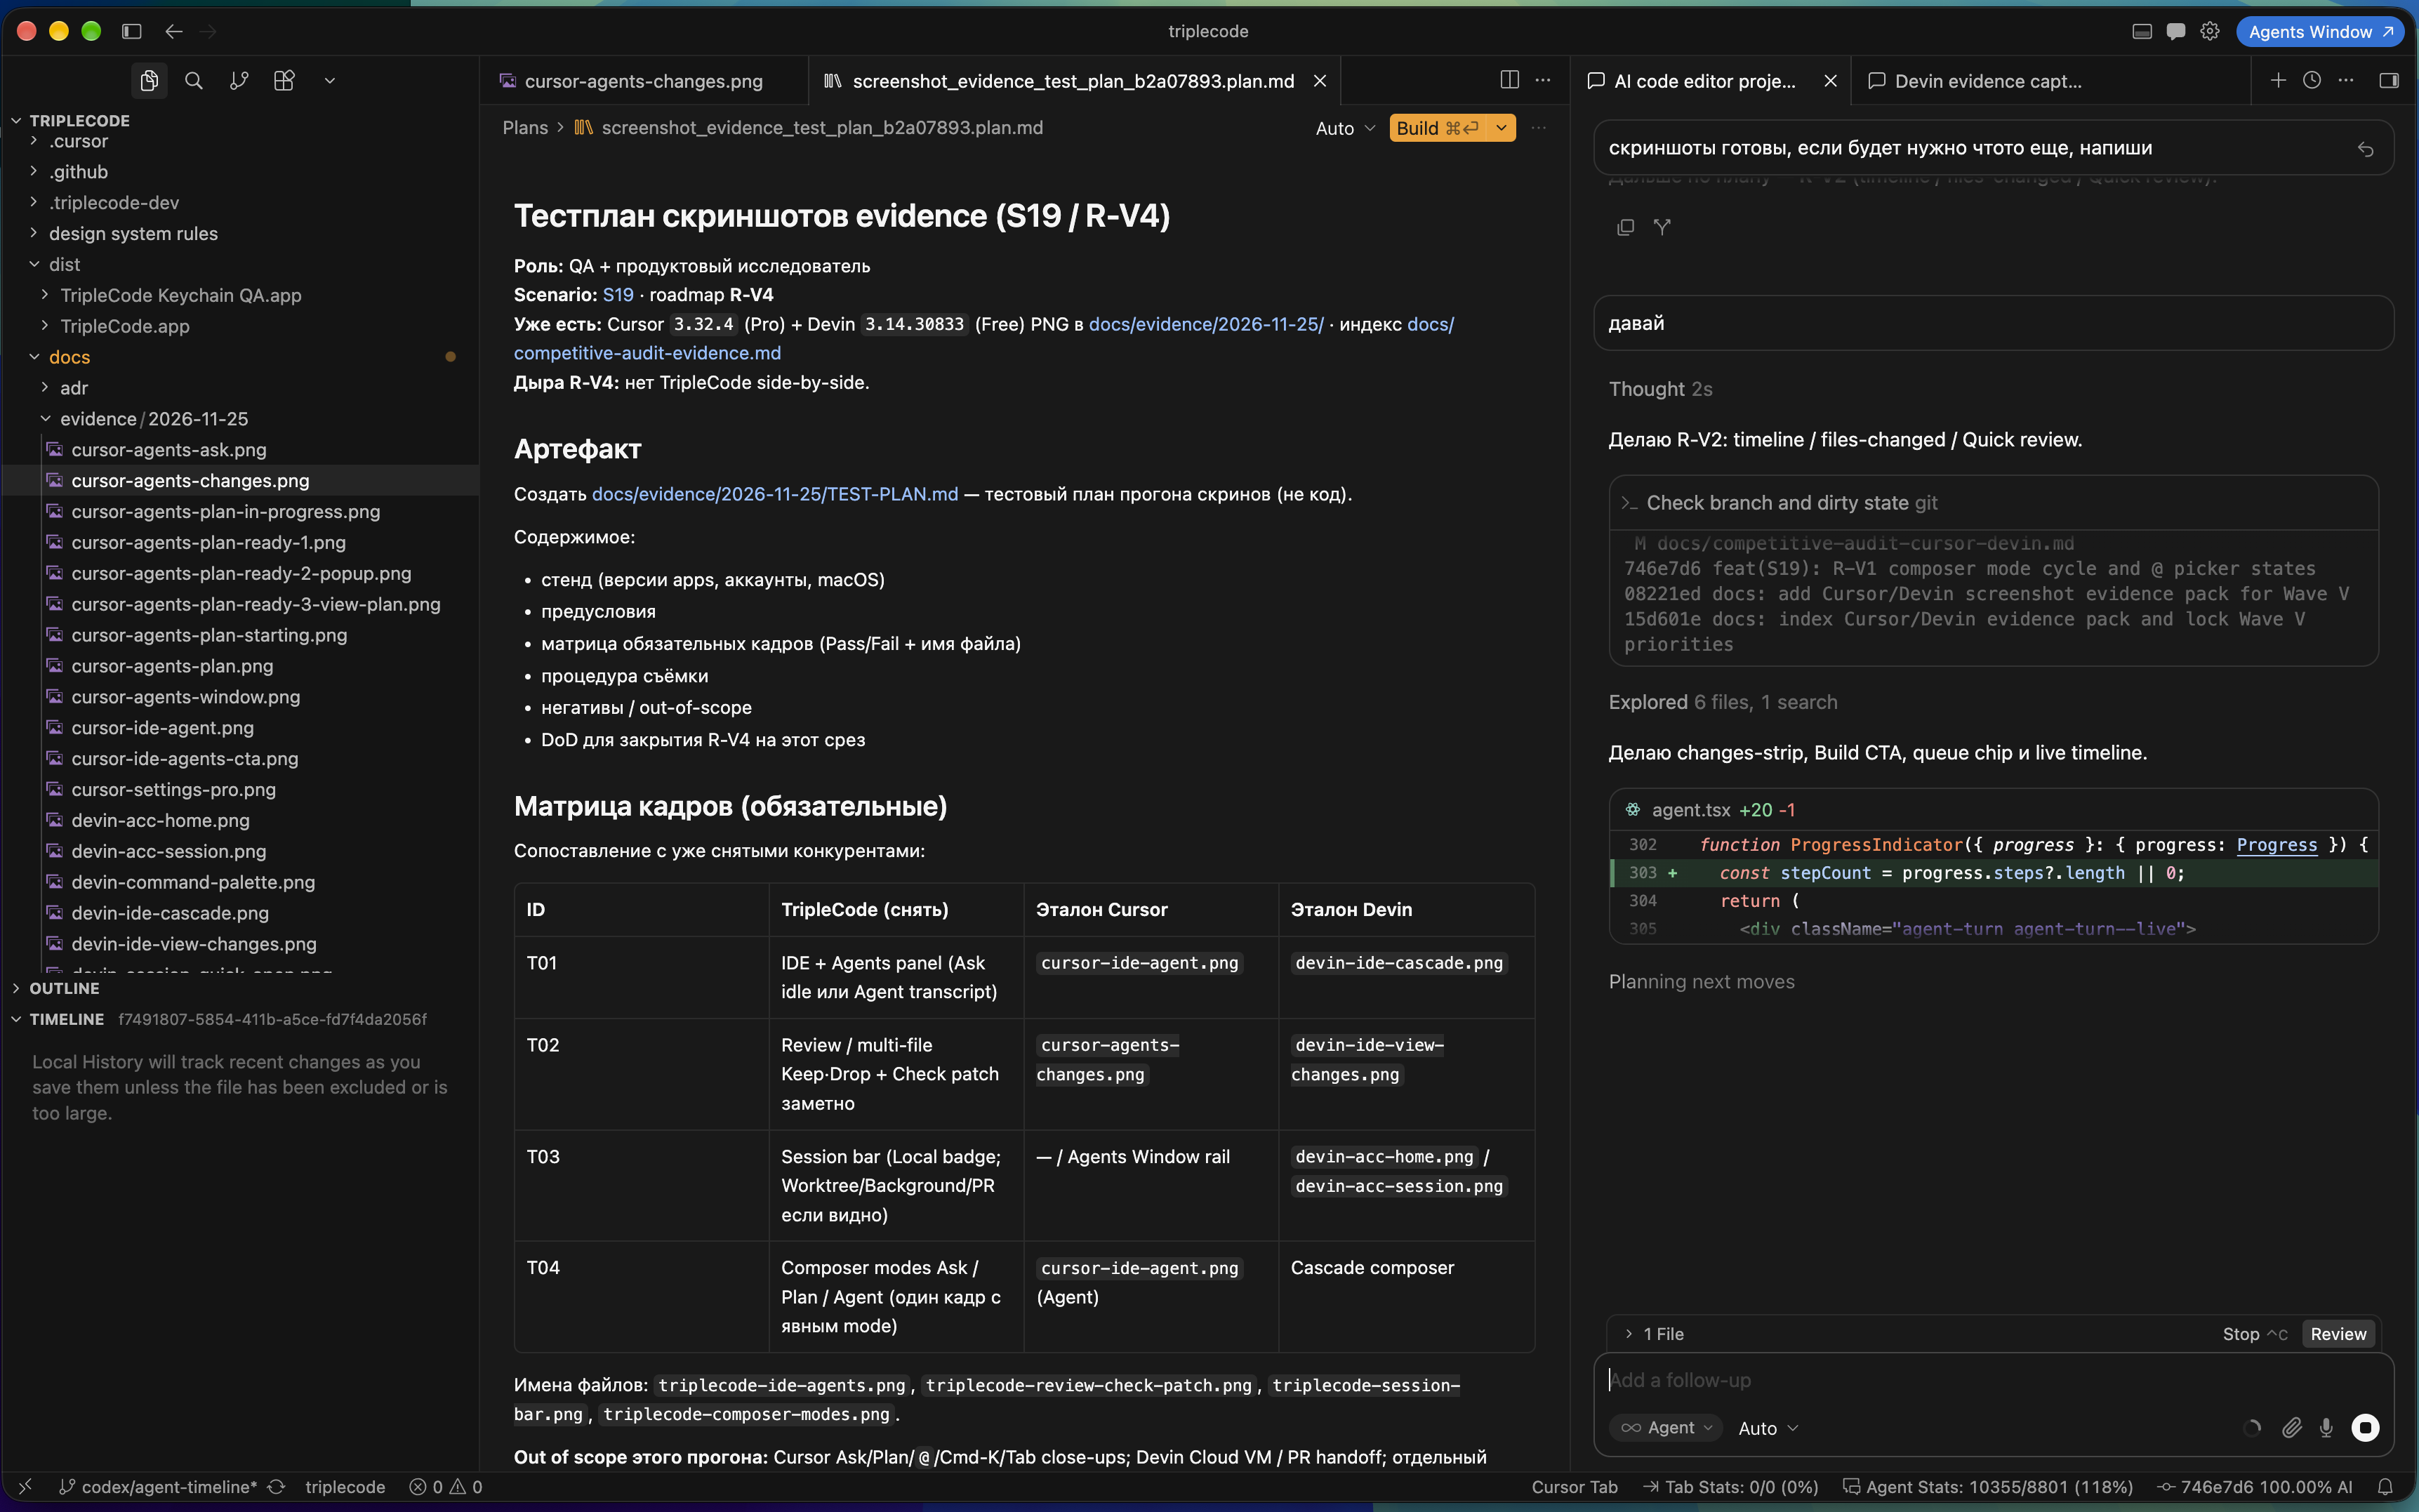 triplecode
Agents Window ↗
TRIPLECODE
.cursor
.github
.triplecode-dev
design system rules
dist
TripleCode Keychain QA.app
TripleCode.app
docs
adr
evidence/2026-11-25
cursor-agents-ask.png
cursor-agents-changes.png
cursor-agents-plan-in-progress.png
cursor-agents-plan-ready-1.png
cursor-agents-plan-ready-2-popup.png
cursor-agents-plan-ready-3-view-plan.png
cursor-agents-plan-starting.png
cursor-agents-plan.png
cursor-agents-window.png
cursor-ide-agent.png
cursor-ide-agents-cta.png
cursor-settings-pro.png
devin-acc-home.png
devin-acc-session.png
devin-command-palette.png
devin-ide-cascade.png
devin-ide-view-changes.png
OUTLINE
TIMELINE f7491807-5854-411b-a5ce-fd7f4da2056f
Local History will track recent changes as you
save them unless the file has been excluded or is
too large.
cursor-agents-changes.png
screenshot_evidence_test_plan_b2a07893.plan.md
Plans > screenshot_evidence_test_plan_b2a07893.plan.md
Auto
Build ⌘⏎
Тестплан скриншотов evidence (S19 / R-V4)
Роль: QA + продуктовый исследователь
Scenario: S19 · roadmap R-V4
Уже есть: Cursor 3.32.4 (Pro) + Devin 3.14.30833 (Free) PNG в docs/evidence/2026-11-25/ · индекс docs/
competitive-audit-evidence.md
Дыра R-V4: нет TripleCode side-by-side.
Артефакт
Создать docs/evidence/2026-11-25/TEST-PLAN.md — тестовый план прогона скринов (не код).
Содержимое:
• стенд (версии apps, аккаунты, macOS)
• предусловия
• матрица обязательных кадров (Pass/Fail + имя файла)
• процедура съёмки
• негативы / out-of-scope
• DoD для закрытия R-V4 на этот срез
Матрица кадров (обязательные)
Сопоставление с уже снятыми конкурентами:
ID TripleCode (снять) Эталон Cursor Эталон Devin
T01 IDE + Agents panel (Ask cursor-ide-agent.png devin-ide-cascade.png
idle или Agent transcript)
T02 Review / multi-file cursor-agents- devin-ide-view-
Keep·Drop + Check patch changes.png changes.png
заметно
T03 Session bar (Local badge; — / Agents Window rail devin-acc-home.png /
Worktree/Background/PR devin-acc-session.png
если видно)
T04 Composer modes Ask / cursor-ide-agent.png Cascade composer
Plan / Agent (один кадр с (Agent)
явным mode)
Имена файлов: triplecode-ide-agents.png, triplecode-review-check-patch.png, triplecode-session-
bar.png, triplecode-composer-modes.png.
Out of scope этого прогона: Cursor Ask/Plan/@/Cmd-K/Tab close-ups; Devin Cloud VM / PR handoff; отдельный
AI code editor proje...
Devin evidence capt...
скриншоты готовы, если будет нужно чтото еще, напиши
давай
Thought 2s
Делаю R-V2: timeline / files-changed / Quick review.
Check branch and dirty state git
M docs/competitive-audit-cursor-devin.md
746e7d6 feat(S19): R-V1 composer mode cycle and @ picker states
08221ed docs: add Cursor/Devin screenshot evidence pack for Wave V
15d601e docs: index Cursor/Devin evidence pack and lock Wave V
priorities
Explored 6 files, 1 search
Делаю changes-strip, Build CTA, queue chip и live timeline.
agent.tsx +20 -1
302 function ProgressIndicator({ progress }: { progress: Progress }) {
303 + const stepCount = progress.steps?.length || 0;
304 return (
305 <div className="agent-turn agent-turn--live">
Planning next moves
1 File
Stop ^C
Review
Add a follow-up
Agent
Auto
codex/agent-timeline*
triplecode
0 0
Cursor Tab
Tab Stats: 0/0 (0%)
Agent Stats: 10355/8801 (118%)
746e7d6 100.00% AI